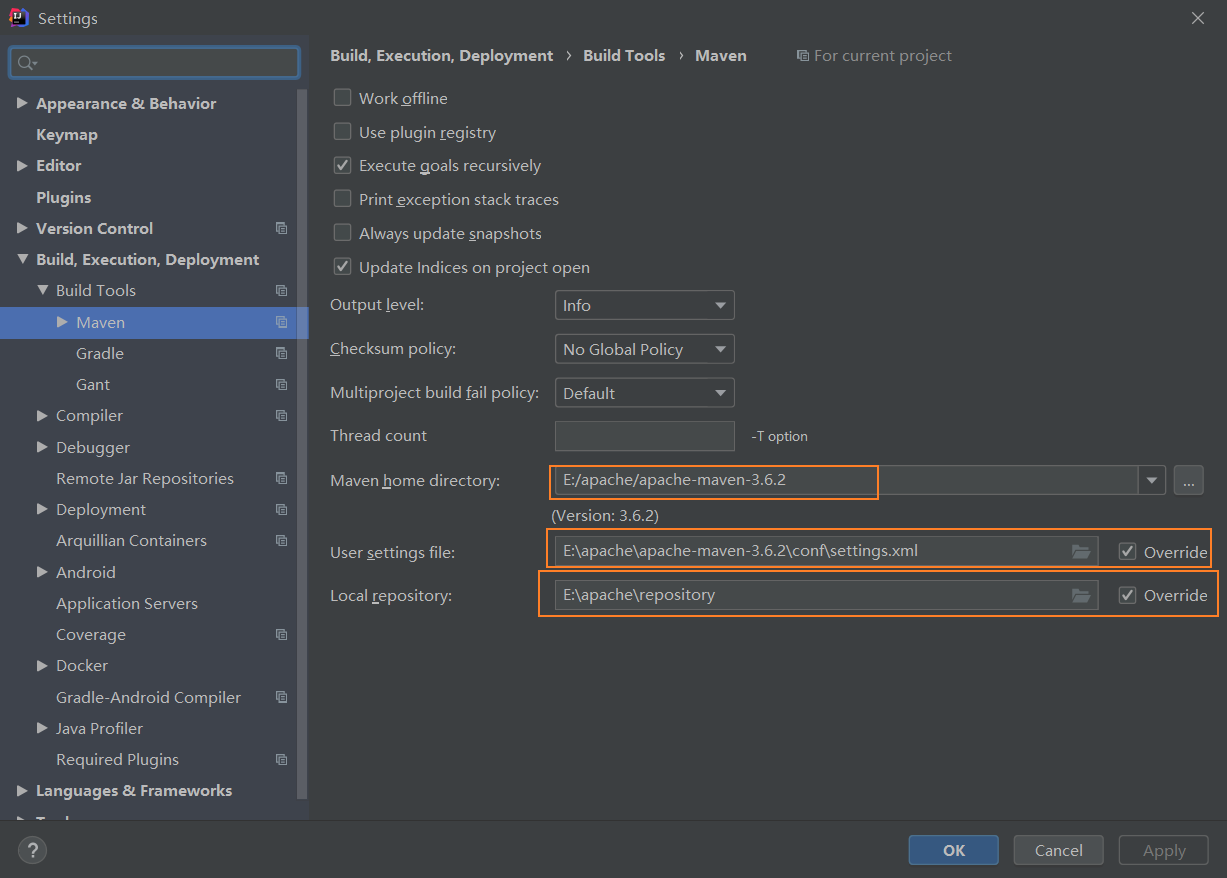 Settings
Appearance & Behavior
Keymap
Editor
Plugins
Version Control
Build, Execution, Deployment
Build Tools
Maven
Gradle
Gant
Compiler
Debugger
Remote Jar Repositories
Deployment
Arquillian Containers
Android
Application Servers
Coverage
Docker
Gradle-Android Compiler
Java Profiler
Required Plugins
Languages & Frameworks
Build, Execution, Deployment › Build Tools › Maven For current project
Work offline
Use plugin registry
Execute goals recursively
Print exception stack traces
Always update snapshots
Update Indices on project open
Output level: Info
Checksum policy: No Global Policy
Multiproject build fail policy: Default
Thread count -T option
Maven home directory: E:/apache/apache-maven-3.6.2 ...
(Version: 3.6.2)
User settings file: E:\apache\apache-maven-3.6.2\conf\settings.xml Override
Local repository: E:\apache\repository Override
? OK Cancel Apply